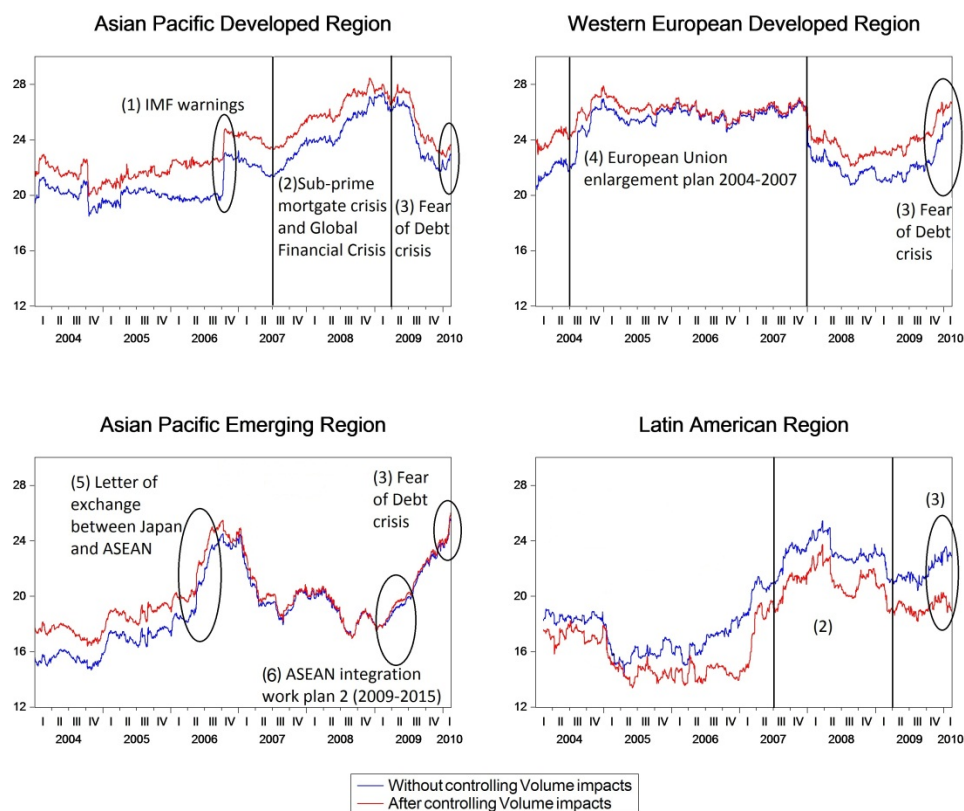 Asian Pacific Developed Region
28
24
20
16
12
(1) IMF warnings
(2)Sub-prime
mortgate crisis
and Global
Financial Crisis
(3) Fear
of Debt
crisis
I II III IV I II III IV I II III IV I II III IV I II III IV I II III IV I
2004 2005 2006 2007 2008 2009 2010
Western European Developed Region
28
24
20
16
12
(4) European Union
enlargement plan 2004-2007
(3) Fear
of Debt
crisis
I II III IV I II III IV I II III IV I II III IV I II III IV I II III IV I
2004 2005 2006 2007 2008 2009 2010
Asian Pacific Emerging Region
28
24
20
16
12
(5) Letter of
exchange
between Japan
and ASEAN
(3) Fear
of Debt
crisis
(6) ASEAN integration
work plan 2 (2009-2015)
I II III IV I II III IV I II III IV I II III IV I II III IV I II III IV I
2004 2005 2006 2007 2008 2009 2010
Latin American Region
28
24
20
16
12
(2)
(3)
I II III IV I II III IV I II III IV I II III IV I II III IV I II III IV I
2004 2005 2006 2007 2008 2009 2010
Without controlling Volume impacts
After controlling Volume impacts